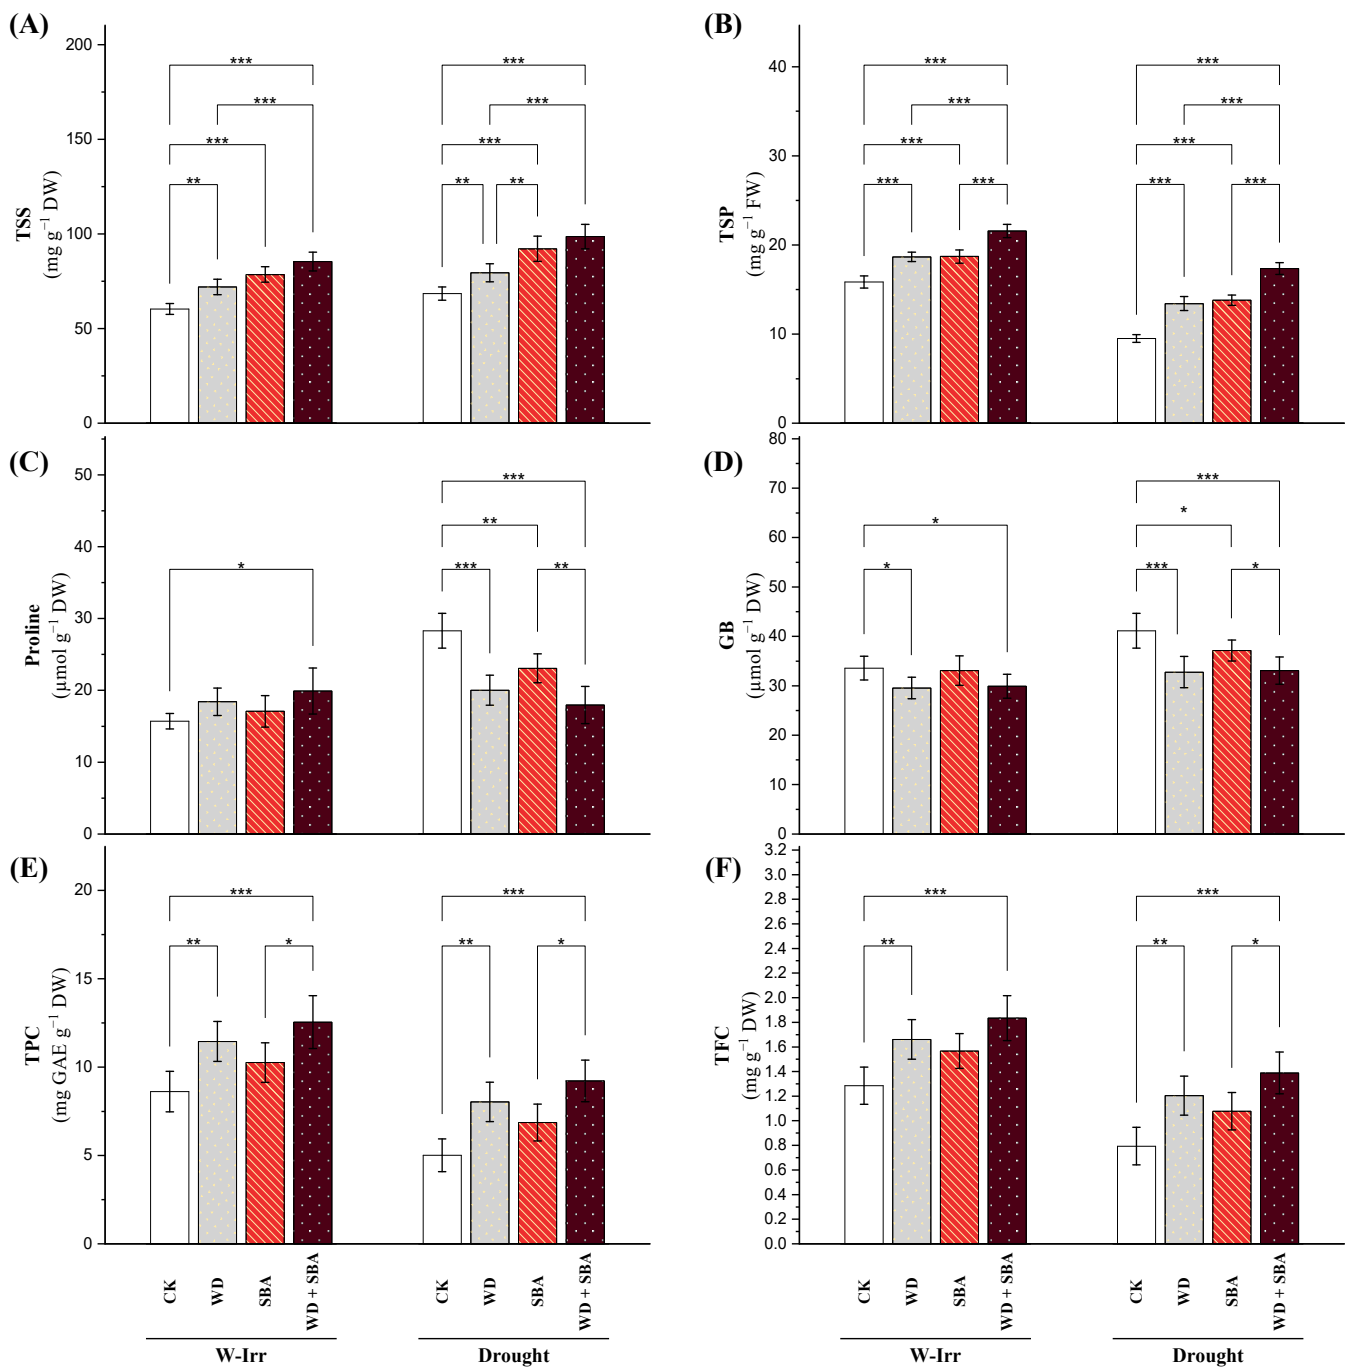 (A)
200
150
100
50
0
TSS
(mg g⁻¹ DW)
***
***
***
**
***
***
***
**
**
(B)
40
30
20
10
0
TSP
(mg g⁻¹ FW)
***
***
***
***
***
***
***
***
***
***
(C)
50
40
30
20
10
0
Proline
(µmol g⁻¹ DW)
*
***
**
***
**
(D)
80
70
60
50
40
30
20
10
0
GB
(µmol g⁻¹ DW)
*
*
***
*
***
*
(E)
20
15
10
5
0
TPC
(mg GAE g⁻¹ DW)
***
**
*
***
**
*
CK
WD
SBA
WD + SBA
CK
WD
SBA
WD + SBA
W-Irr
Drought
(F)
3.2
3.0
2.8
2.6
2.4
2.2
2.0
1.8
1.6
1.4
1.2
1.0
0.8
0.6
0.4
0.2
0.0
TFC
(mg g⁻¹ DW)
***
**
***
**
*
CK
WD
SBA
WD + SBA
CK
WD
SBA
WD + SBA
W-Irr
Drought